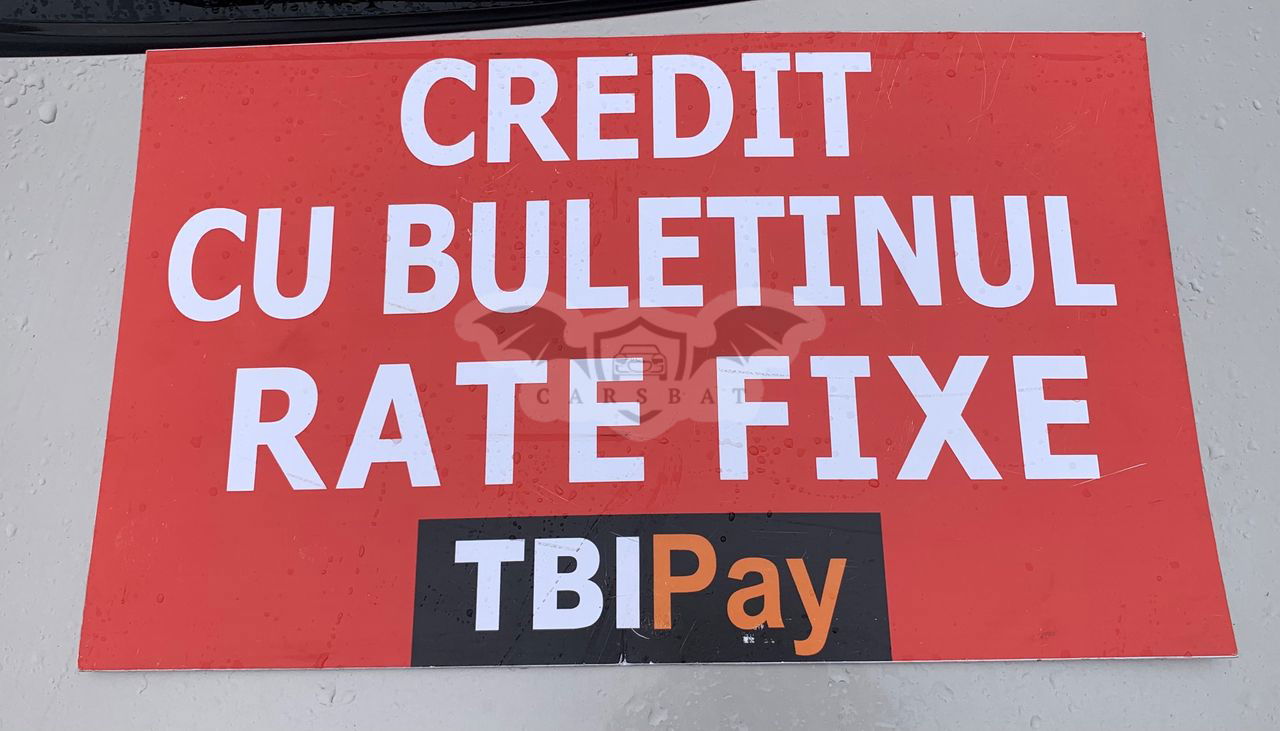 CREDIT
CU BULETINUL
RATE FIXE
CARSBAT
TBIPay